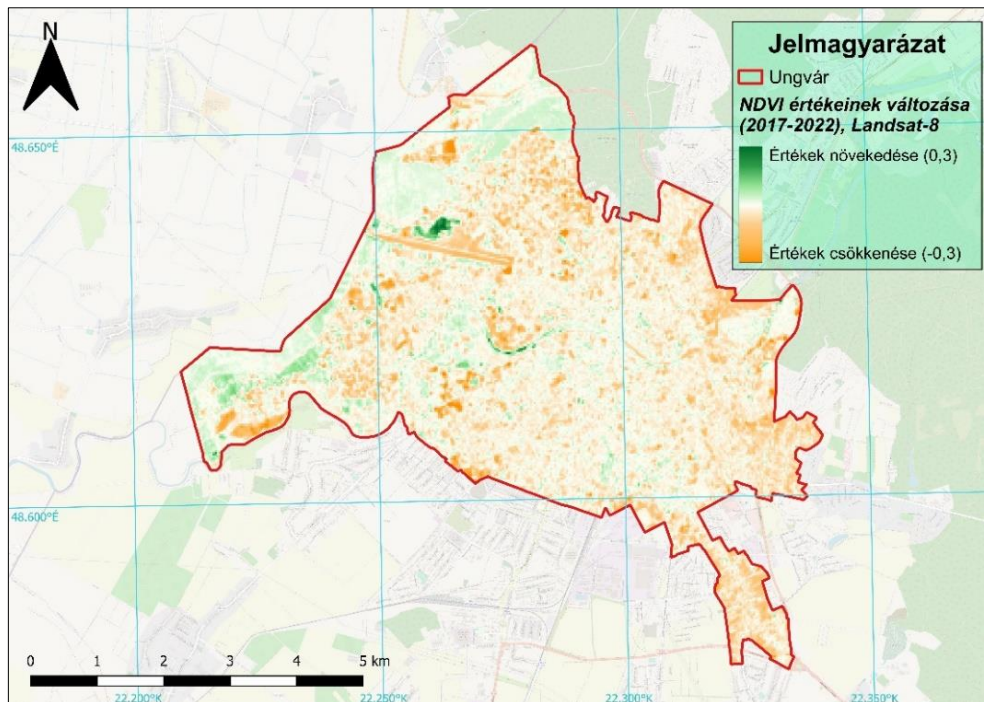 N
Jelmagyarázat
Ungvár
NDVI értékeinek változása
(2017-2022), Landsat-8
Értékek növekedése (0,3)
Értékek csökkenése (-0,3)
48.650°É
48.600°É
0 1 2 3 4 5 km
22.200°K 22.250°K 22.300°K 22.350°K